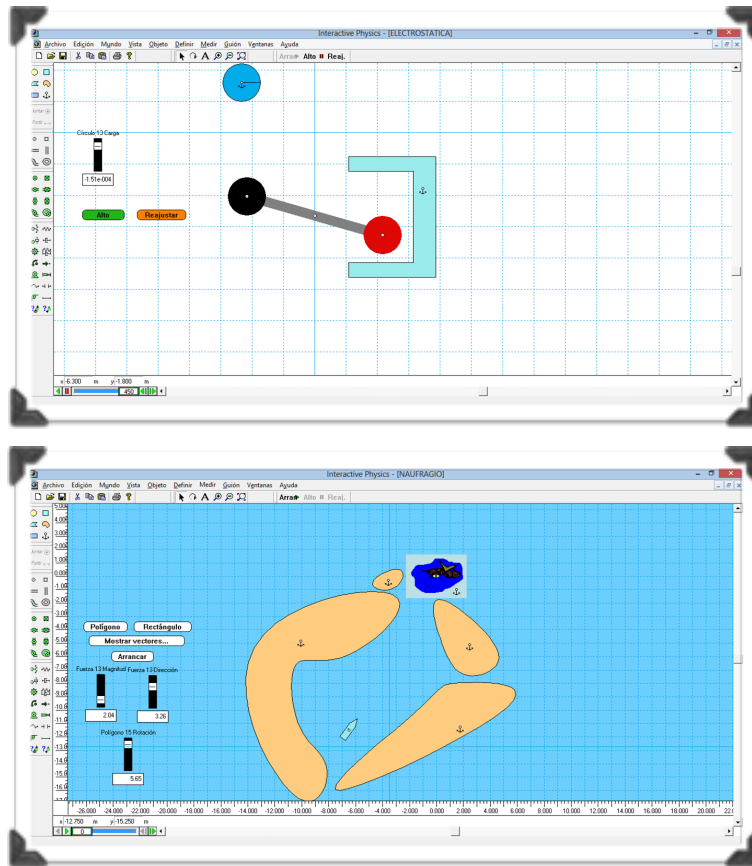 Interactive Physics - [ELECTROSTATICA]
Archivo Edición Mundo Vista Objeto Definir Medir Guión Ventanas Ayuda
Arrar Alto Reaj.
Círculo 13 Carga
-1.51e-004
Alto Reajustar
x -6.300 m y -1.800 m
450
Interactive Physics - [NAUFRAGIO]
Archivo Edición Mundo Vista Objeto Definir Medir Guión Ventanas Ayuda
Arrar Alto Reaj.
Polígono Rectángulo
Mostrar vectores...
Arrancar
Fuerza 13 Magnitud Fuerza 13 Dirección
2.04 3.26
Polígono 15 Rotación
5.65
-26.000 -24.000 -22.000 -20.000 -18.000 -16.000 -14.000 -12.000 -10.000 -8.000 -6.000 -4.000 -2.000 0.000 2.000 4.000 6.000 8.000 10.000 12.000 14.000 16.000 18.000 20.000
x -12.750 m y -15.250 m
0